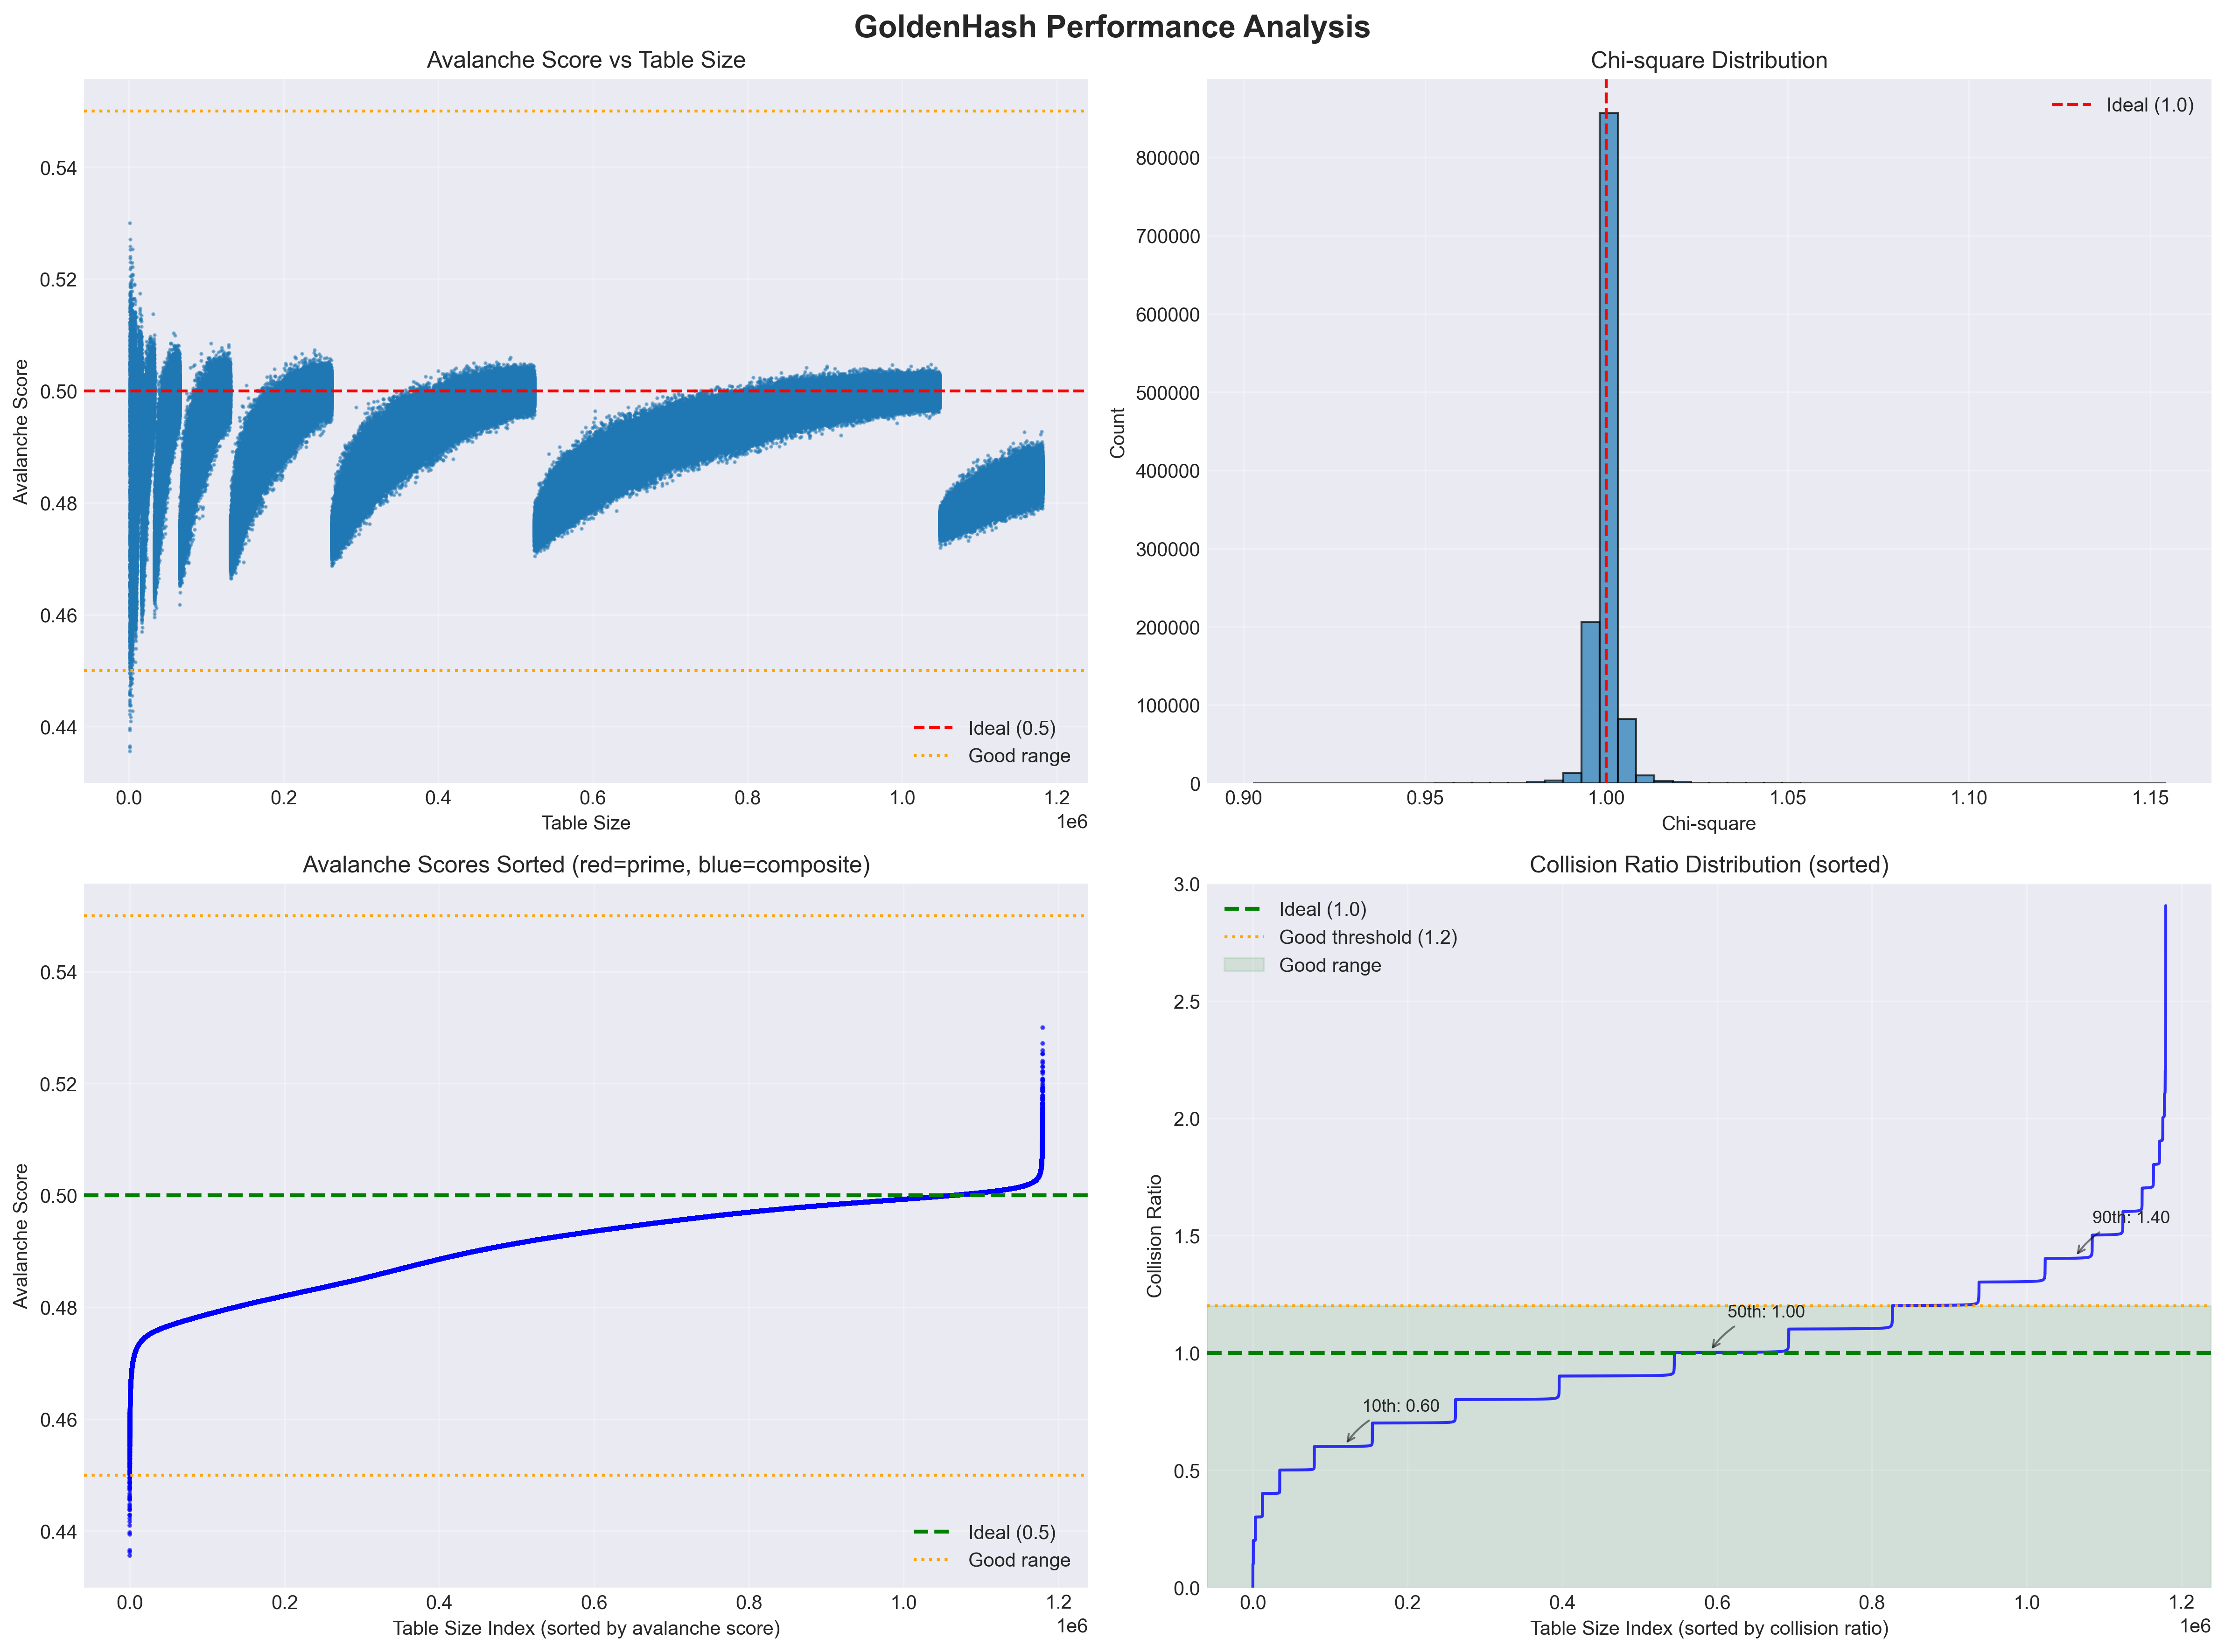 GoldenHash Performance Analysis
Avalanche Score vs Table Size
Avalanche Score
0.54
0.52
0.50
0.48
0.46
0.44
Ideal (0.5)
Good range
0.0 0.2 0.4 0.6 0.8 1.0 1.2
1e6
Table Size
Chi-square Distribution
Count
800000
700000
600000
500000
400000
300000
200000
100000
0
Ideal (1.0)
0.90 0.95 1.00 1.05 1.10 1.15
Chi-square
Avalanche Scores Sorted (red=prime, blue=composite)
Avalanche Score
0.54
0.52
0.50
0.48
0.46
0.44
Ideal (0.5)
Good range
0.0 0.2 0.4 0.6 0.8 1.0 1.2
1e6
Table Size Index (sorted by avalanche score)
Collision Ratio Distribution (sorted)
Collision Ratio
3.0
2.5
2.0
1.5
1.0
0.5
0.0
Ideal (1.0)
Good threshold (1.2)
Good range
90th: 1.40
50th: 1.00
10th: 0.60
0.0 0.2 0.4 0.6 0.8 1.0 1.2
1e6
Table Size Index (sorted by collision ratio)